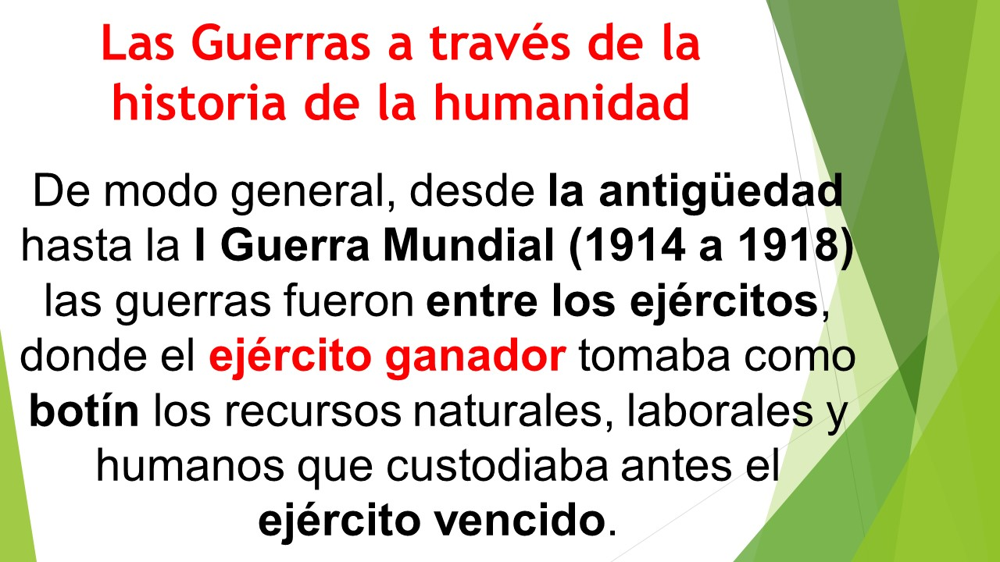 Las Guerras a través de la
historia de la humanidad
De modo general, desde la antigüedad
hasta la I Guerra Mundial (1914 a 1918)
las guerras fueron entre los ejércitos,
donde el ejército ganador tomaba como
botín los recursos naturales, laborales y
humanos que custodiaba antes el
ejército vencido.